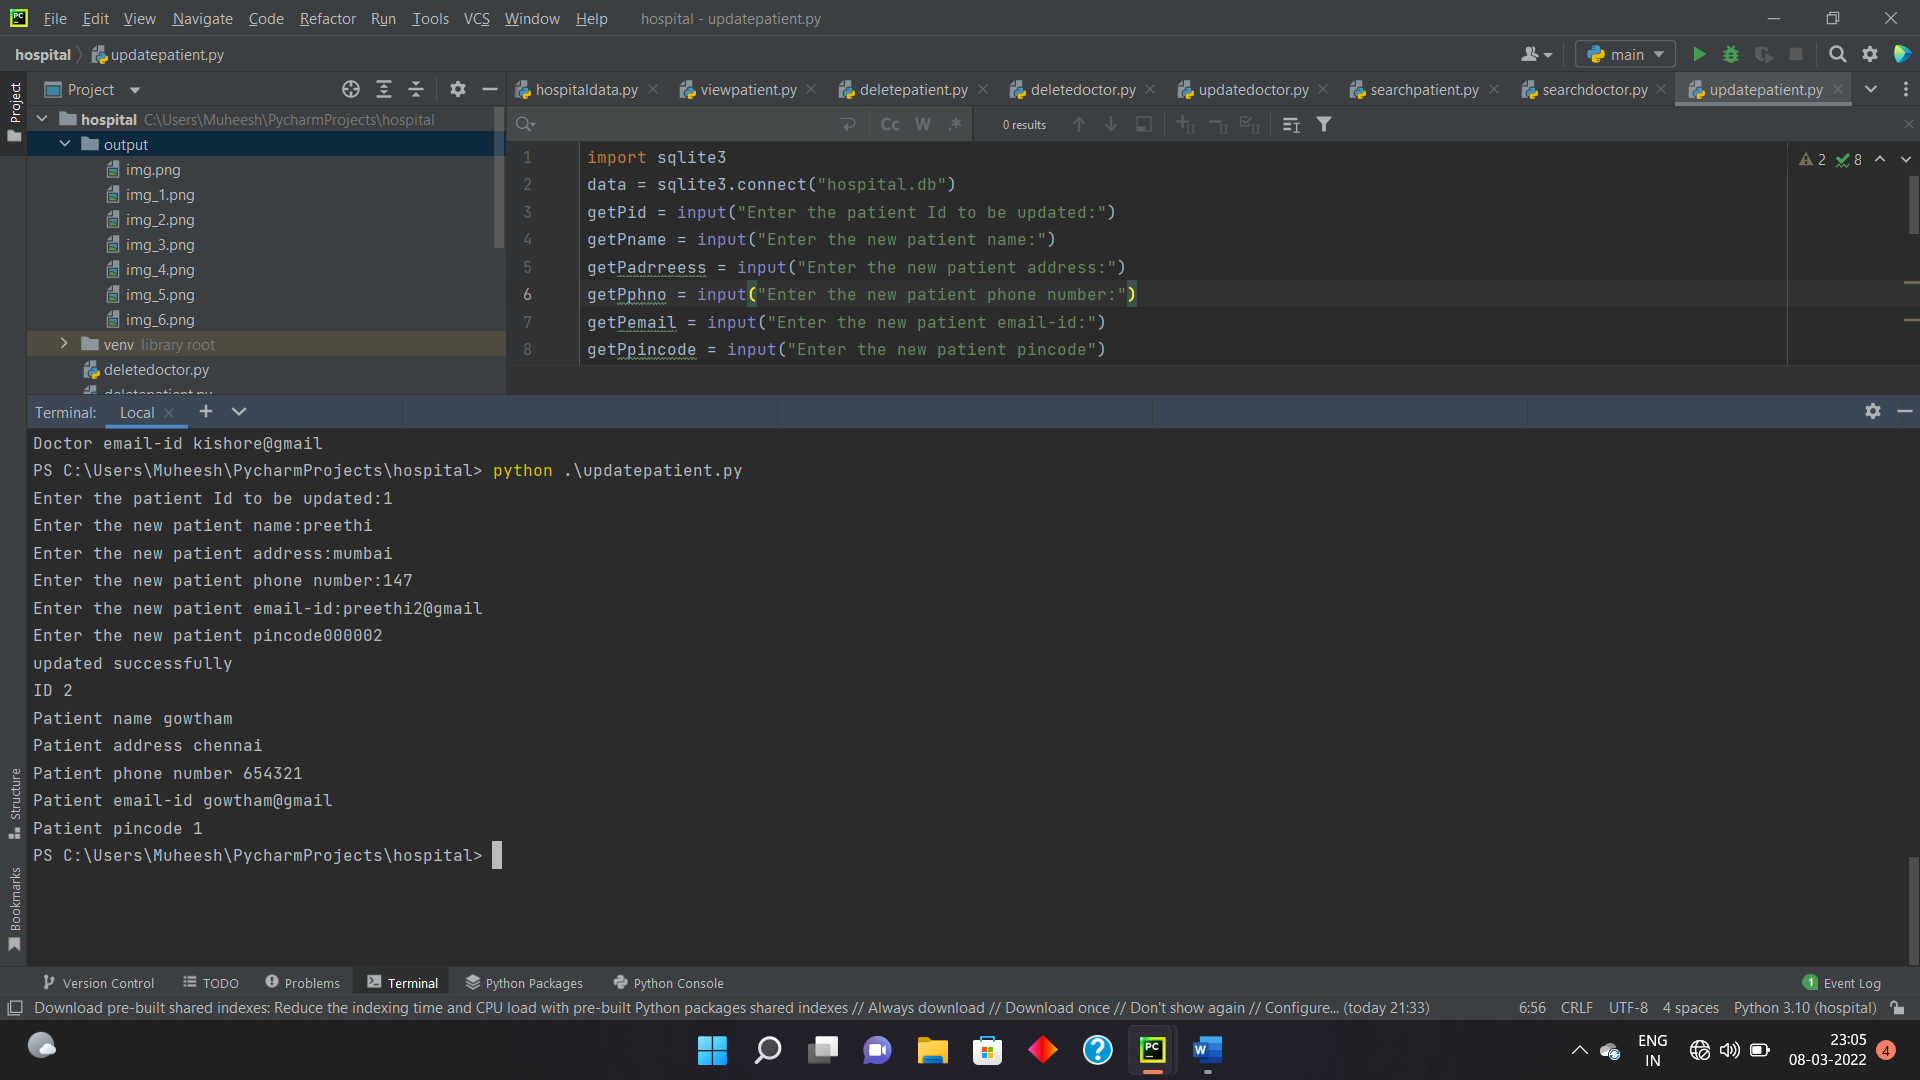 File Edit View Navigate Code Refactor Run Tools VCS Window Help hospital - updatepatient.py
hospital updatepatient.py main
Project hospitaldata.py viewpatient.py deletepatient.py deletedoctor.py updatedoctor.py searchpatient.py searchdoctor.py updatepatient.py
Project
hospital C:\Users\Muheesh\PycharmProjects\hospital
output
img.png
img_1.png
img_2.png
img_3.png
img_4.png
img_5.png
img_6.png
venv library root
deletedoctor.py
deletepatient.py
Cc W .* 0 results
2 8
1 import sqlite3
2 data = sqlite3.connect("hospital.db")
3 getPid = input("Enter the patient Id to be updated:")
4 getPname = input("Enter the new patient name:")
5 getPadrreess = input("Enter the new patient address:")
6 getPphno = input("Enter the new patient phone number:")
7 getPemail = input("Enter the new patient email-id:")
8 getPpincode = input("Enter the new patient pincode")
Terminal: Local
Doctor email-id kishore@gmail
PS C:\Users\Muheesh\PycharmProjects\hospital> python .\updatepatient.py
Enter the patient Id to be updated:1
Enter the new patient name:preethi
Enter the new patient address:mumbai
Enter the new patient phone number:147
Enter the new patient email-id:preethi2@gmail
Enter the new patient pincode000002
updated successfully
ID 2
Patient name gowtham
Patient address chennai
Patient phone number 654321
Patient email-id gowtham@gmail
Patient pincode 1
PS C:\Users\Muheesh\PycharmProjects\hospital>
Structure
Bookmarks
Version Control TODO Problems Terminal Python Packages Python Console 1 Event Log
Download pre-built shared indexes: Reduce the indexing time and CPU load with pre-built Python packages shared indexes // Always download // Download once // Don't show again // Configure... (today 21:33) 6:56 CRLF UTF-8 4 spaces Python 3.10 (hospital)
ENG
IN
23:05
08-03-2022
4